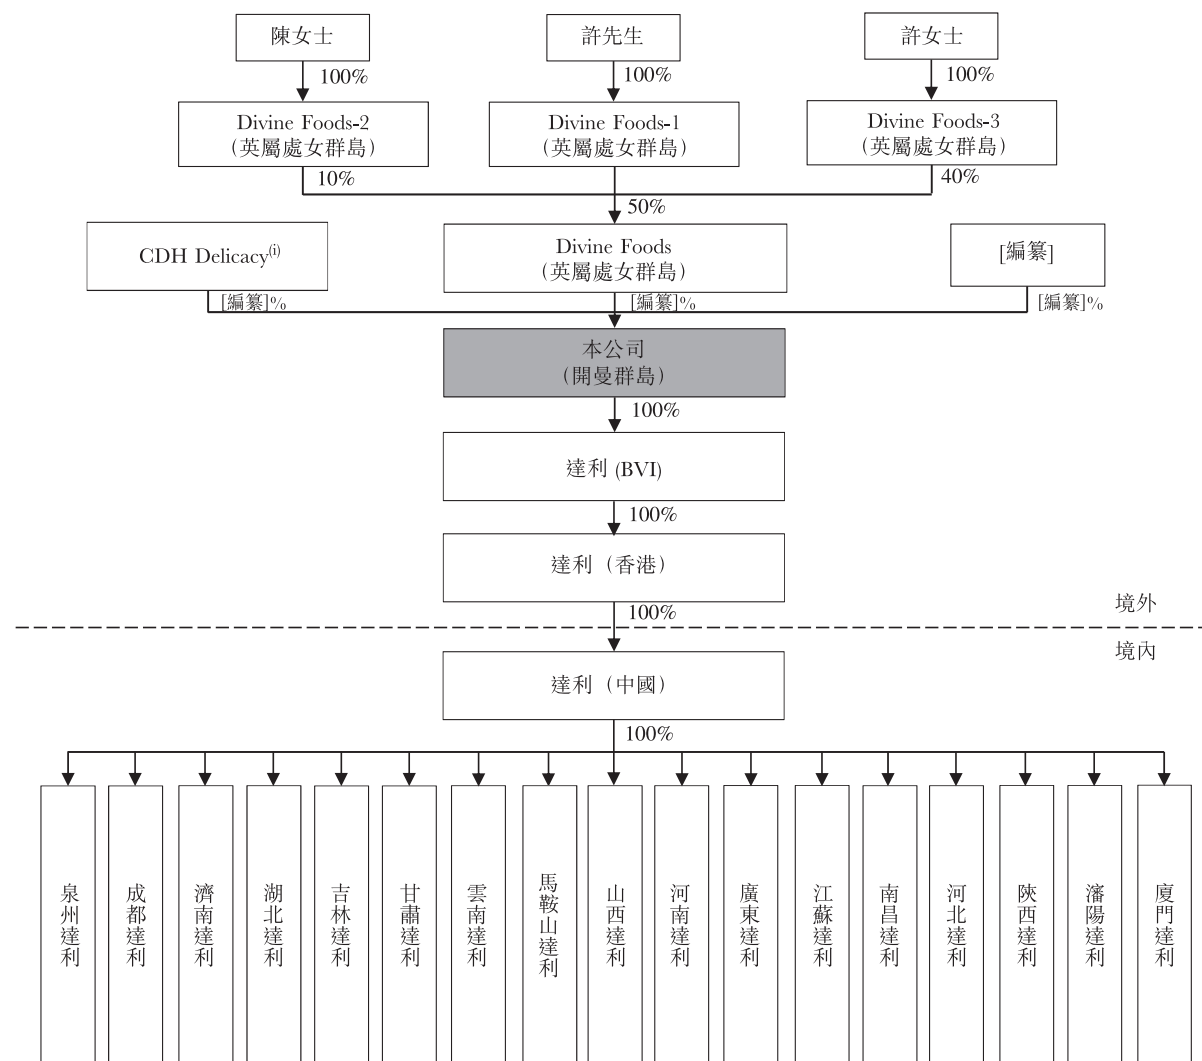 陳女士
許先生
許女士
100%
100%
100%
Divine Foods-2
(英屬處女群島)
Divine Foods-1
(英屬處女群島)
Divine Foods-3
(英屬處女群島)
10%
40%
50%
CDH Delicacy(i)
Divine Foods
(英屬處女群島)
[編纂]
[編纂]%
[編纂]%
[編纂]%
本公司
(開曼群島)
100%
達利 (BVI)
100%
達利(香港)
100%
境外
境內
達利(中國)
100%
泉州達利
成都達利
濟南達利
湖北達利
吉林達利
甘肅達利
雲南達利
馬鞍山達利
山西達利
河南達利
廣東達利
江蘇達利
南昌達利
河北達利
陝西達利
瀋陽達利
廈門達利